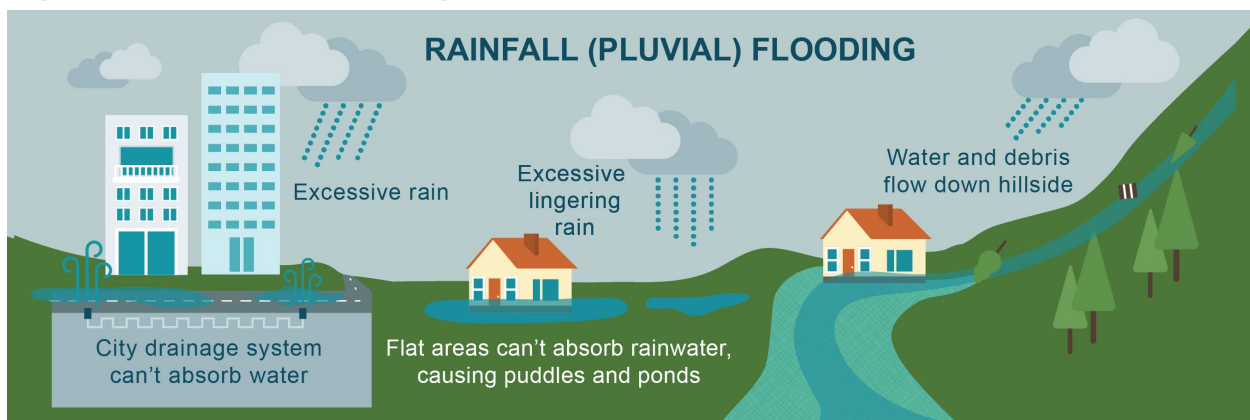 RAINFALL (PLUVIAL) FLOODING
Excessive rain
Excessive
lingering
rain
Water and debris
flow down hillside
City drainage system
can't absorb water
Flat areas can't absorb rainwater,
causing puddles and ponds